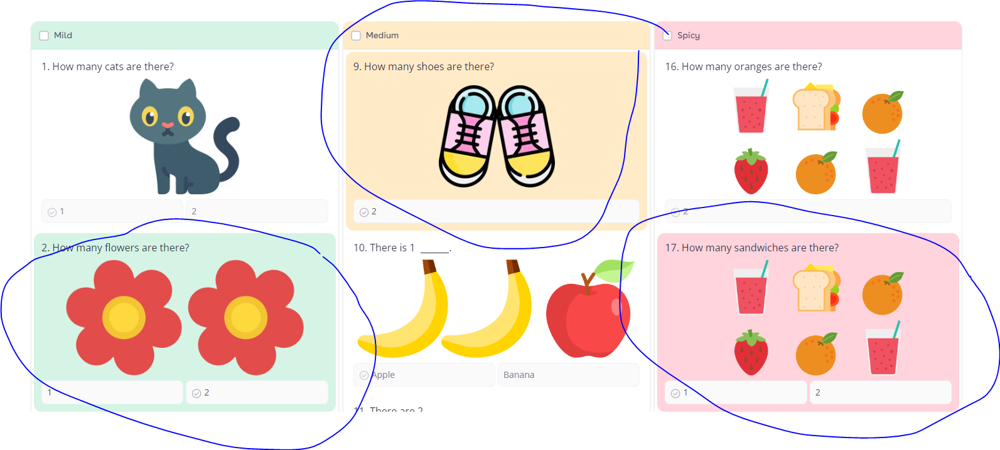 Mild
1. How many cats are there?
1
2
2. How many flowers are there?
1
2
Medium
9. How many shoes are there?
2
10. There is 1 ______.
Apple
Banana
11. There are 2
Spicy
16. How many oranges are there?
2
17. How many sandwiches are there?
1
2